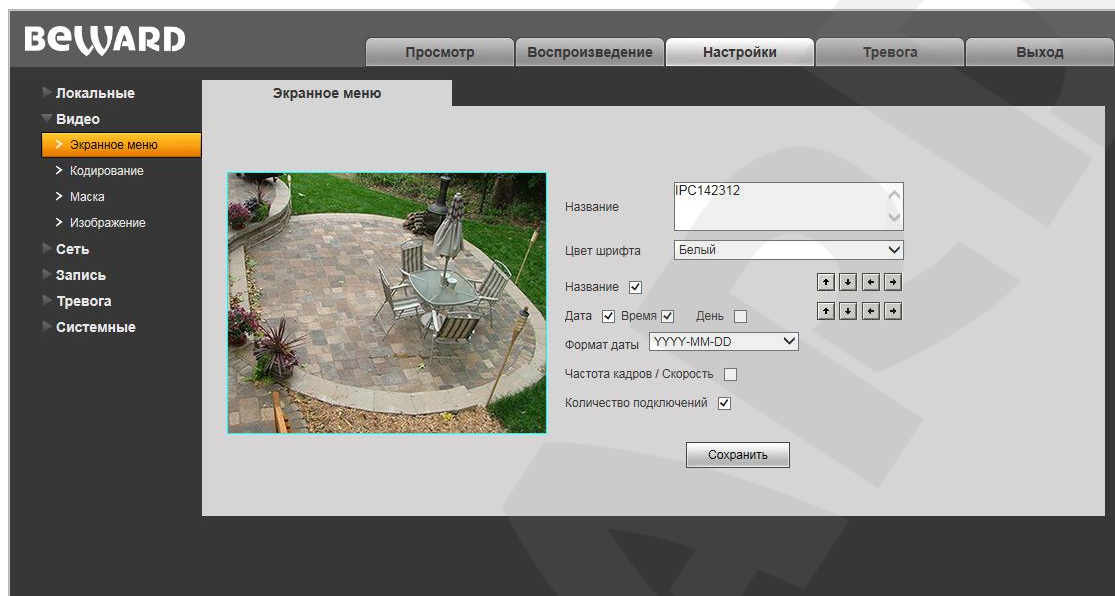 BEWARD
Просмотр Воспроизведение Настройки Тревога Выход
Локальные
Видео
Экранное меню
Кодирование
Маска
Изображение
Сеть
Запись
Тревога
Системные
Экранное меню
Название IPC142312
Цвет шрифта Белый
Название
Дата Время День
Формат даты YYYY-MM-DD
Частота кадров / Скорость
Количество подключений
Сохранить